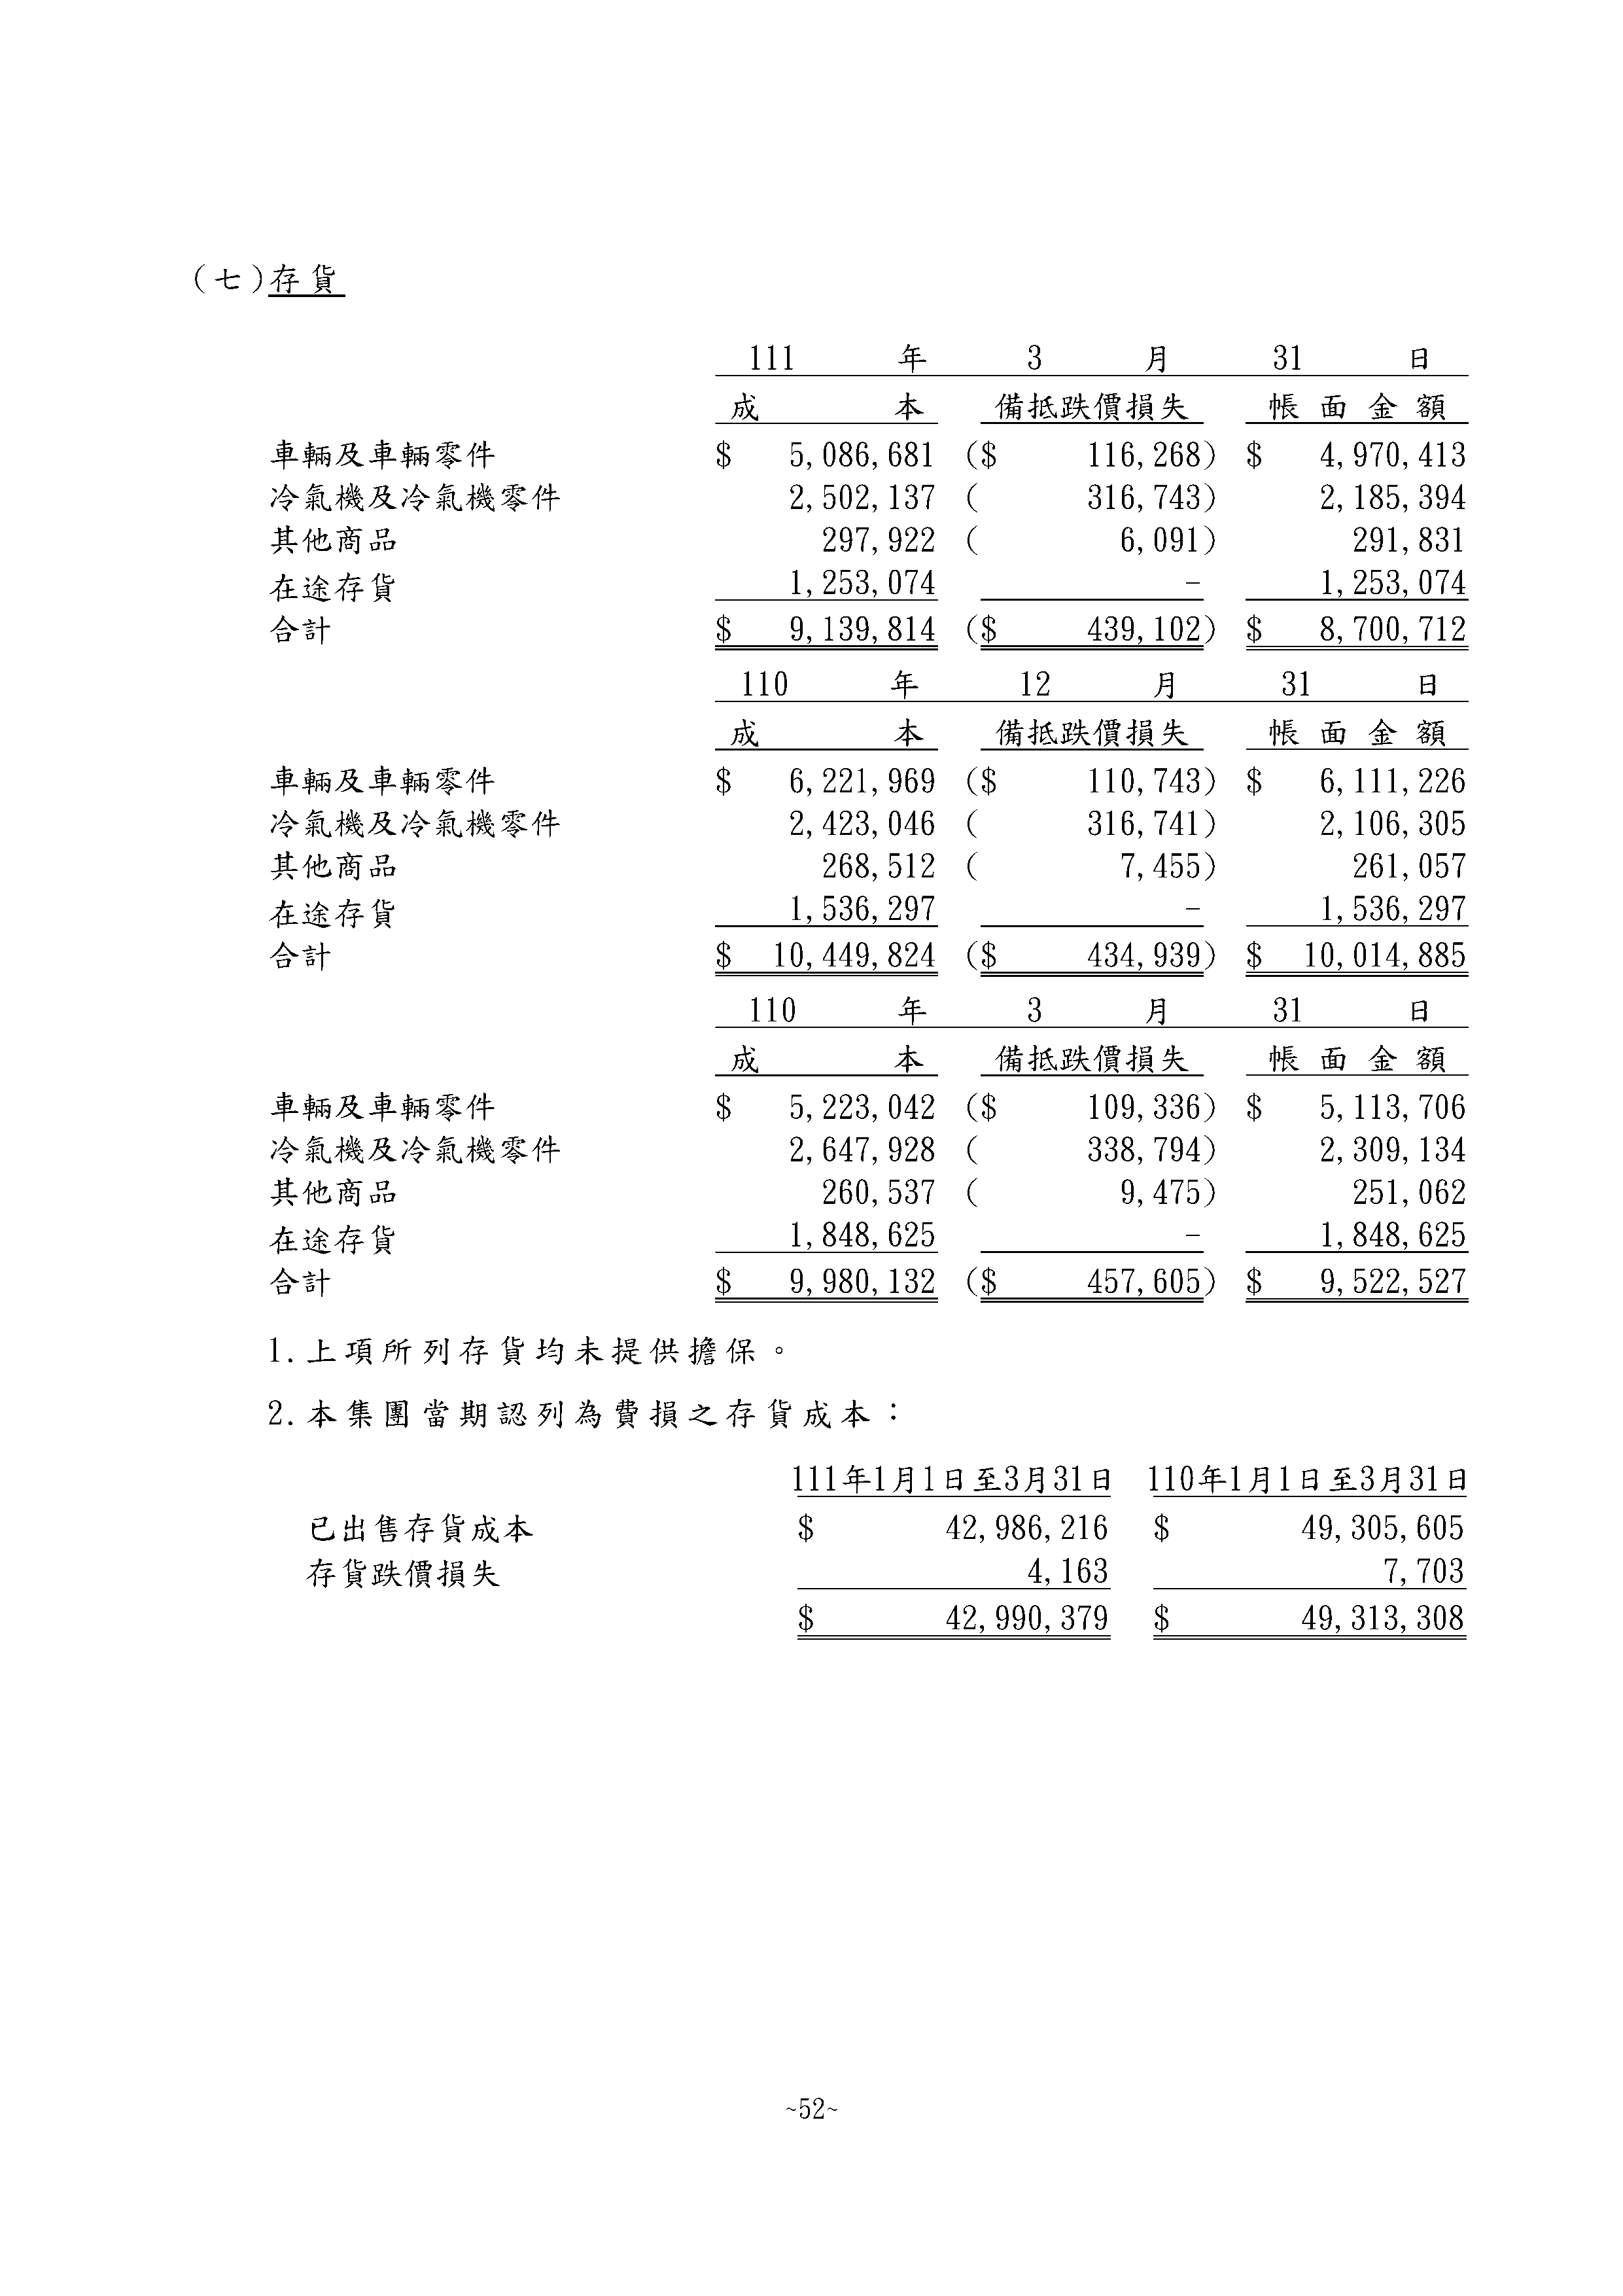 (七)存貨
111 年 3 月 31 日
成 本 備抵跌價損失 帳面金額
車輛及車輛零件 $ 5,086,681 ($ 116,268) $ 4,970,413
冷氣機及冷氣機零件 2,502,137 ( 316,743) 2,185,394
其他商品 297,922 ( 6,091) 291,831
在途存貨 1,253,074 - 1,253,074
合計 $ 9,139,814 ($ 439,102) $ 8,700,712
110 年 12 月 31 日
成 本 備抵跌價損失 帳面金額
車輛及車輛零件 $ 6,221,969 ($ 110,743) $ 6,111,226
冷氣機及冷氣機零件 2,423,046 ( 316,741) 2,106,305
其他商品 268,512 ( 7,455) 261,057
在途存貨 1,536,297 - 1,536,297
合計 $ 10,449,824 ($ 434,939) $ 10,014,885
110 年 3 月 31 日
成 本 備抵跌價損失 帳面金額
車輛及車輛零件 $ 5,223,042 ($ 109,336) $ 5,113,706
冷氣機及冷氣機零件 2,647,928 ( 338,794) 2,309,134
其他商品 260,537 ( 9,475) 251,062
在途存貨 1,848,625 - 1,848,625
合計 $ 9,980,132 ($ 457,605) $ 9,522,527
1.上項所列存貨均未提供擔保。
2.本集團當期認列為費損之存貨成本：
111年1月1日至3月31日 110年1月1日至3月31日
已出售存貨成本 $ 42,986,216 $ 49,305,605
存貨跌價損失 4,163 7,703
$ 42,990,379 $ 49,313,308
~52~